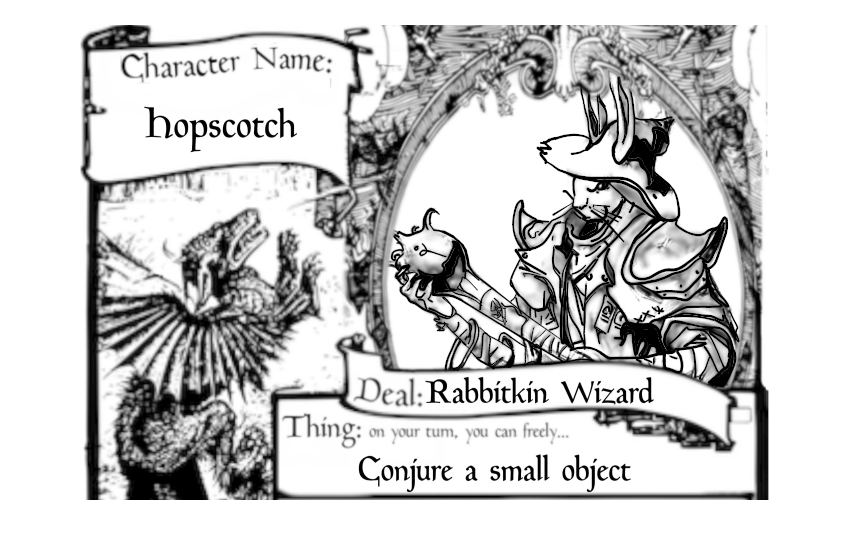 Character Name:
Hopscotch
Deal: Rabbitkin Wizard
Thing: on your turn, you can freely...
Conjure a small object